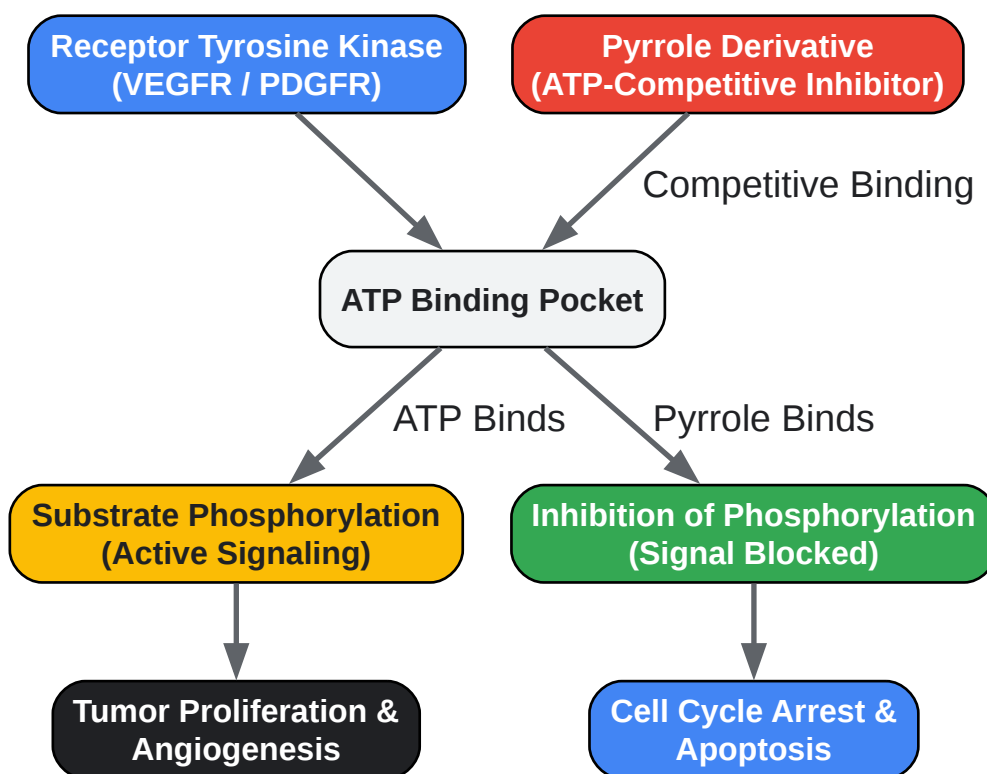 Receptor Tyrosine Kinase
(VEGFR / PDGFR)
Pyrrole Derivative
(ATP-Competitive Inhibitor)
Competitive Binding
ATP Binding Pocket
ATP Binds
Pyrrole Binds
Substrate Phosphorylation
(Active Signaling)
Inhibition of Phosphorylation
(Signal Blocked)
Tumor Proliferation &
Angiogenesis
Cell Cycle Arrest &
Apoptosis